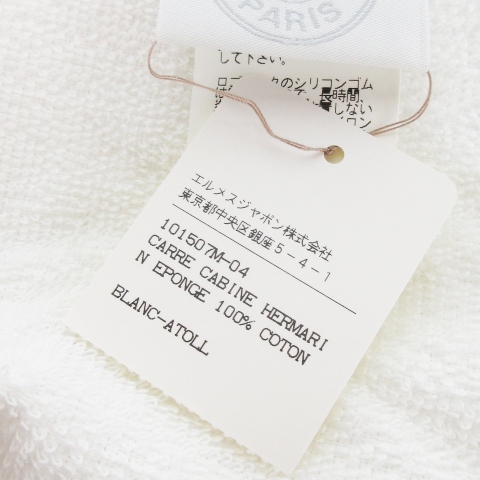 PARIS
して下さい。
のシリコンゴム
長時間、
しない
エルメスジャポン株式会社
東京都中央区銀座5-4-1
101507M-04
CARRE CABINE HERMARI
N EPONGE 100% COTON
BLANC-ATOLL